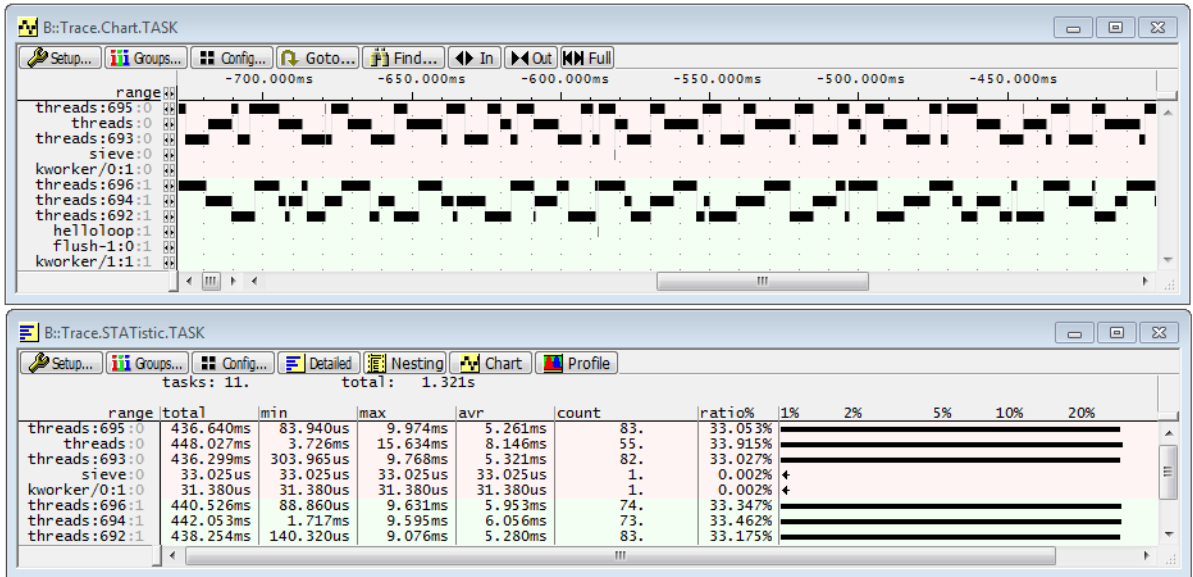 B::Trace.Chart.TASK
Setup... Groups... Config... Goto... Find... In Out Full
-700.000ms -650.000ms -600.000ms -550.000ms -500.000ms -450.000ms
range
threads:695:0
threads:0
threads:693:0
sieve:0
kworker/0:1:0
threads:696:1
threads:694:1
threads:692:1
helloloop:1
flush-1:0:1
kworker/1:1:1
B::Trace.STATistic.TASK
Setup... Groups... Config... Detailed Nesting Chart Profile
tasks: 11. total: 1.321s
range total min max avr count ratio% 1% 2% 5% 10% 20%
threads:695:0 436.640ms 83.940us 9.974ms 5.261ms 83. 33.053%
threads:0 448.027ms 3.726ms 15.634ms 8.146ms 55. 33.915%
threads:693:0 436.299ms 303.965us 9.768ms 5.321ms 82. 33.027%
sieve:0 33.025us 33.025us 33.025us 33.025us 1. 0.002%
kworker/0:1:0 31.380us 31.380us 31.380us 31.380us 1. 0.002%
threads:696:1 440.526ms 88.860us 9.631ms 5.953ms 74. 33.347%
threads:694:1 442.053ms 1.717ms 9.595ms 6.056ms 73. 33.462%
threads:692:1 438.254ms 140.320us 9.076ms 5.280ms 83. 33.175%